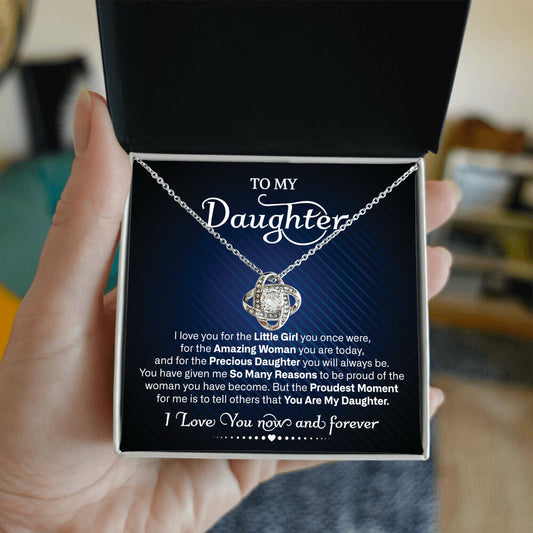 TO MY
Daughter
I love you for the Little Girl you once were,
for the Amazing Woman you are today,
and for the Precious Daughter you will always be.
You have given me So Many Reasons to be proud of the
woman you have become. But the Proudest Moment
for me is to tell others that You Are My Daughter.
I Love You now and forever